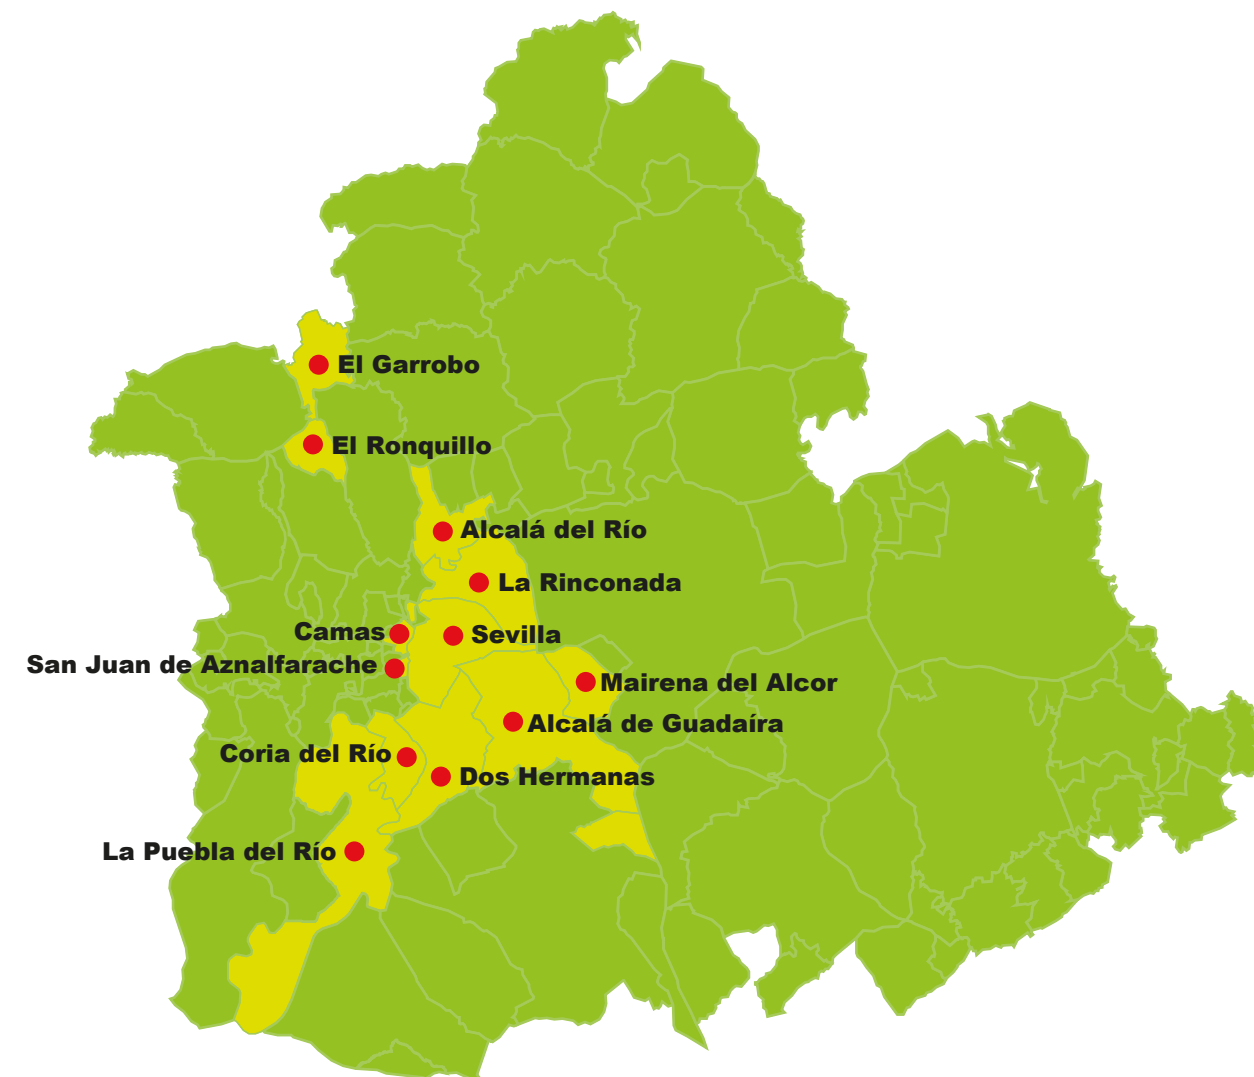 El Garrobo
El Ronquillo
Alcalá del Río
La Rinconada
Camas
Sevilla
San Juan de Aznalfarache
Mairena del Alcor
Alcalá de Guadaíra
Coria del Río
Dos Hermanas
La Puebla del Río